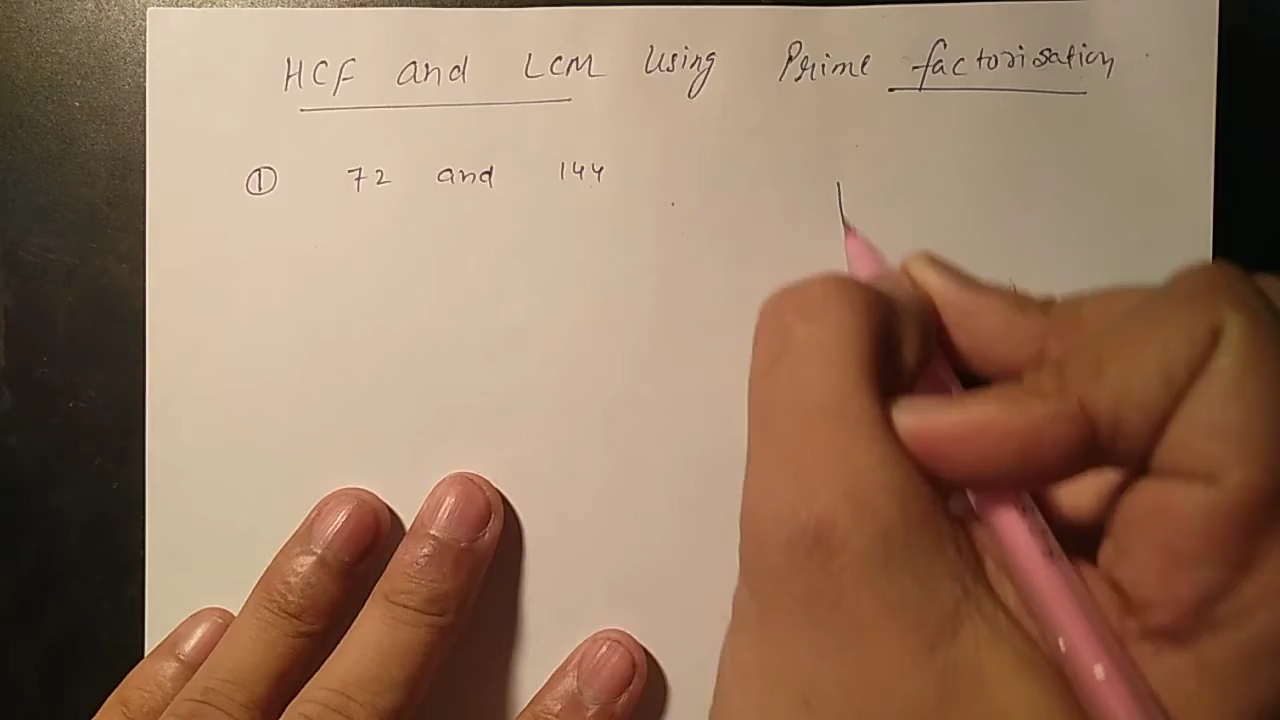 HCF and LCM Using Prime factorisation
① 72 and 144